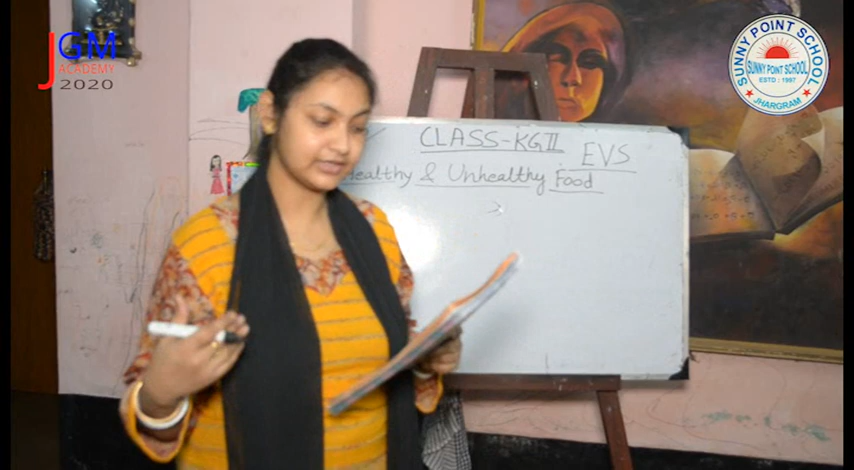 JGM
ACADEMY
2020
SUNNY POINT SCHOOL
SUNNY POINT SCHOOL
ESTD : 1997
JHARGRAM
CLASS-KGII
EVS
Healthy & Unhealthy Food